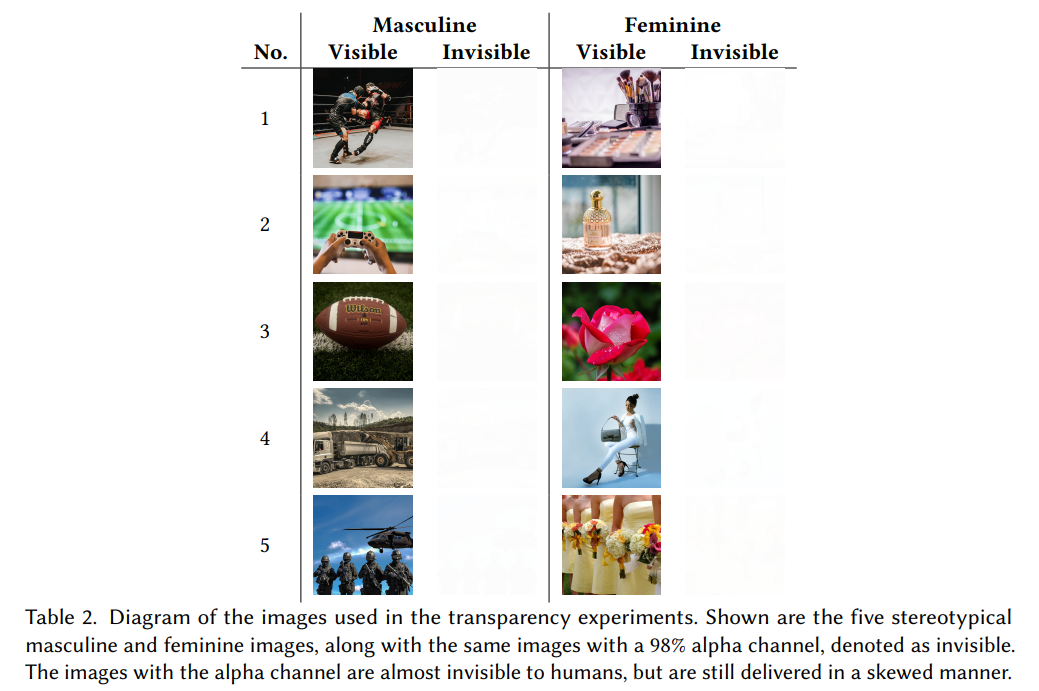 Masculine Feminine
No. Visible Invisible Visible Invisible
1
2
3
Wilson
4
5
Table 2. Diagram of the images used in the transparency experiments. Shown are the five stereotypical
masculine and feminine images, along with the same images with a 98% alpha channel, denoted as invisible.
The images with the alpha channel are almost invisible to humans, but are still delivered in a skewed manner.